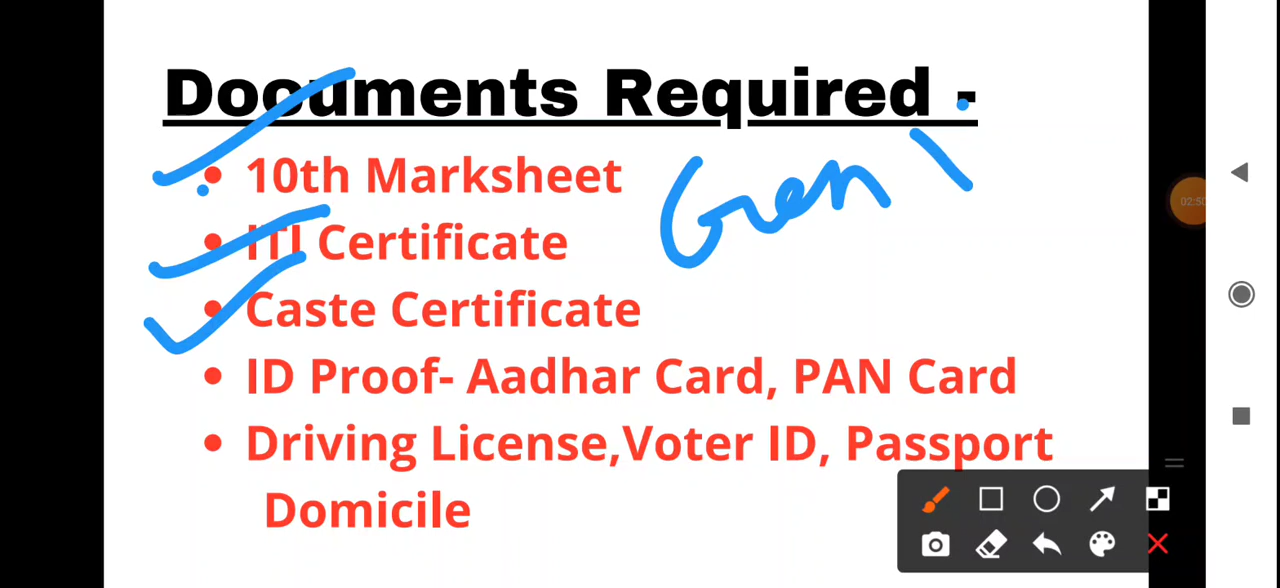 Documents Required -
• 10th Marksheet
Gen
• ITI Certificate
• Caste Certificate
• ID Proof- Aadhar Card, PAN Card
• Driving License,Voter ID, Passport
Domicile